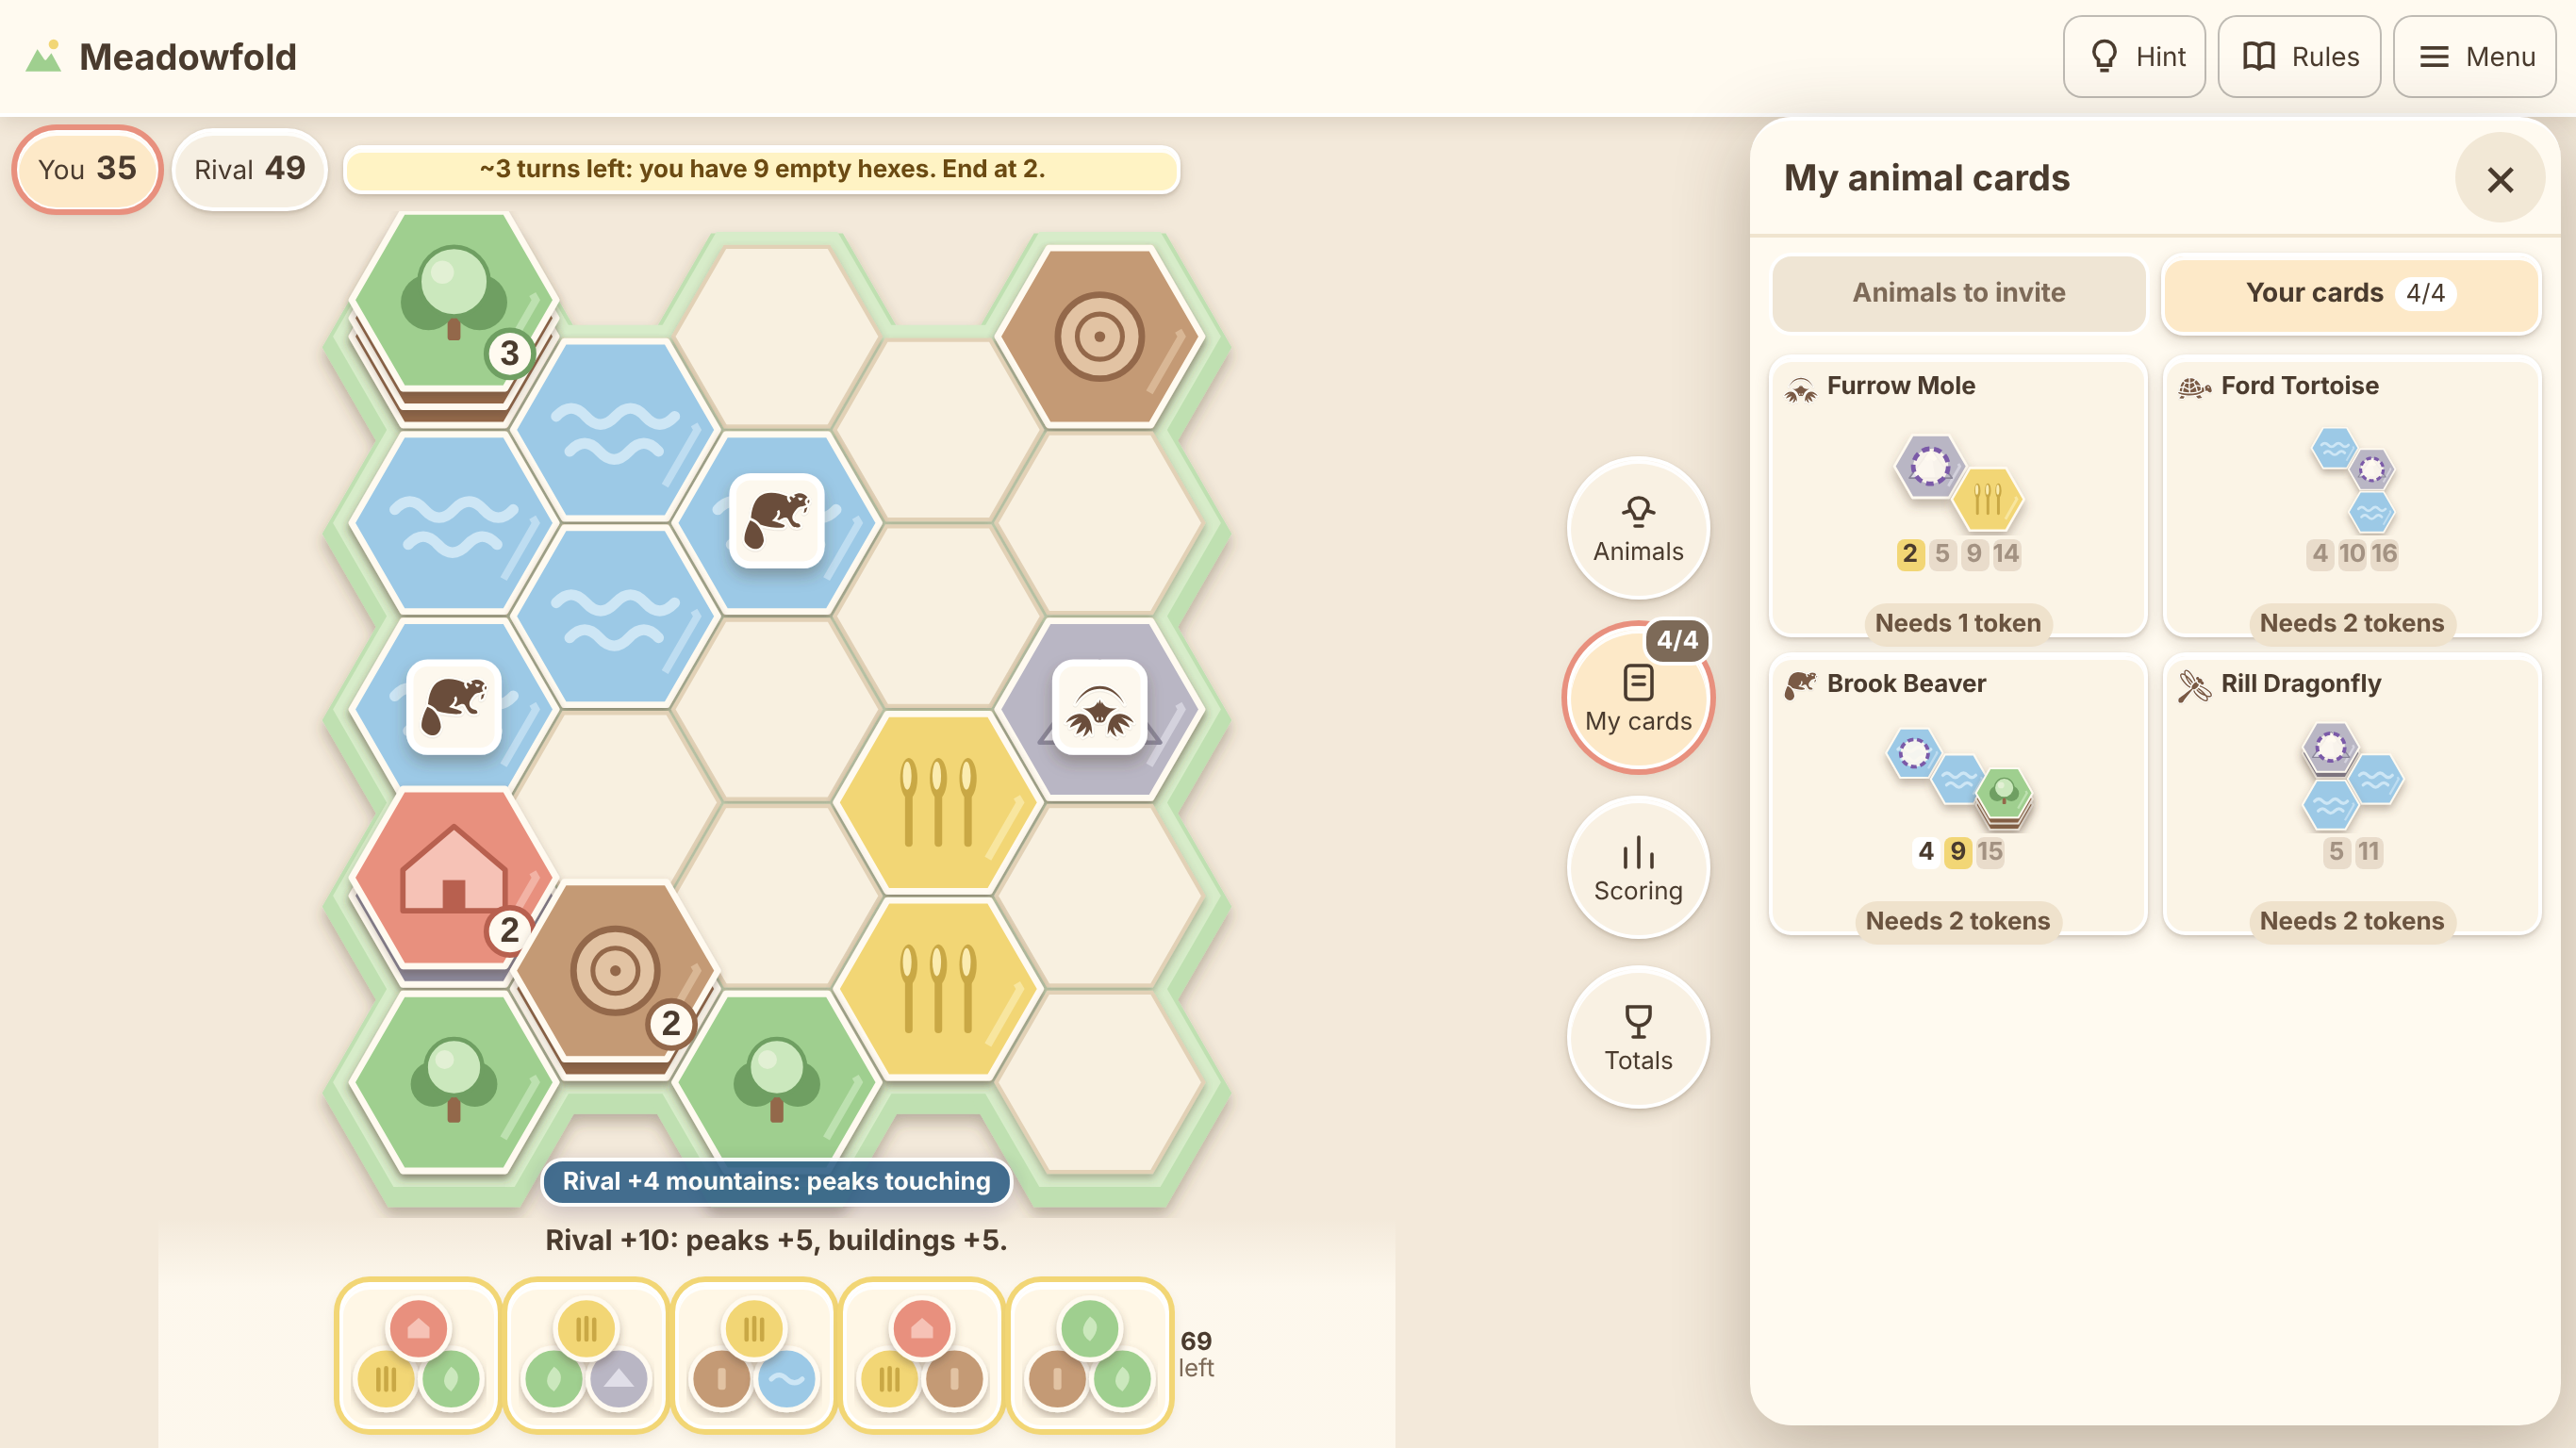 Meadowfold
Hint
Rules
Menu
You 35
Rival 49
~3 turns left: you have 9 empty hexes. End at 2.
3
2
2
Rival +4 mountains: peaks touching
Rival +10: peaks +5, buildings +5.
69
left
Animals
4/4
My cards
Scoring
Totals
My animal cards
Animals to invite
Your cards 4/4
Furrow Mole
2 5 9 14
Needs 1 token
Ford Tortoise
4 10 16
Needs 2 tokens
Brook Beaver
4 9 15
Needs 2 tokens
Rill Dragonfly
5 11
Needs 2 tokens